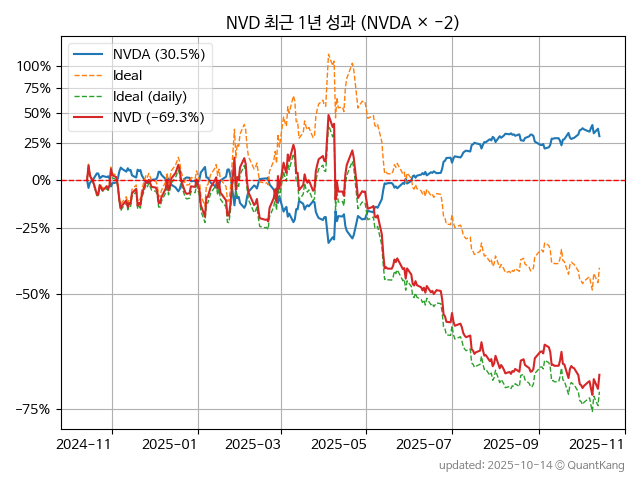 NVD 최근 1년 성과 (NVDA × −2)
NVDA (30.5%)
Ideal
Ideal (daily)
NVD (−69.3%)
100%
75%
50%
25%
0%
−25%
−50%
−75%
2024-11
2025-01
2025-03
2025-05
2025-07
2025-09
2025-11
updated: 2025-10-14 © QuantKang